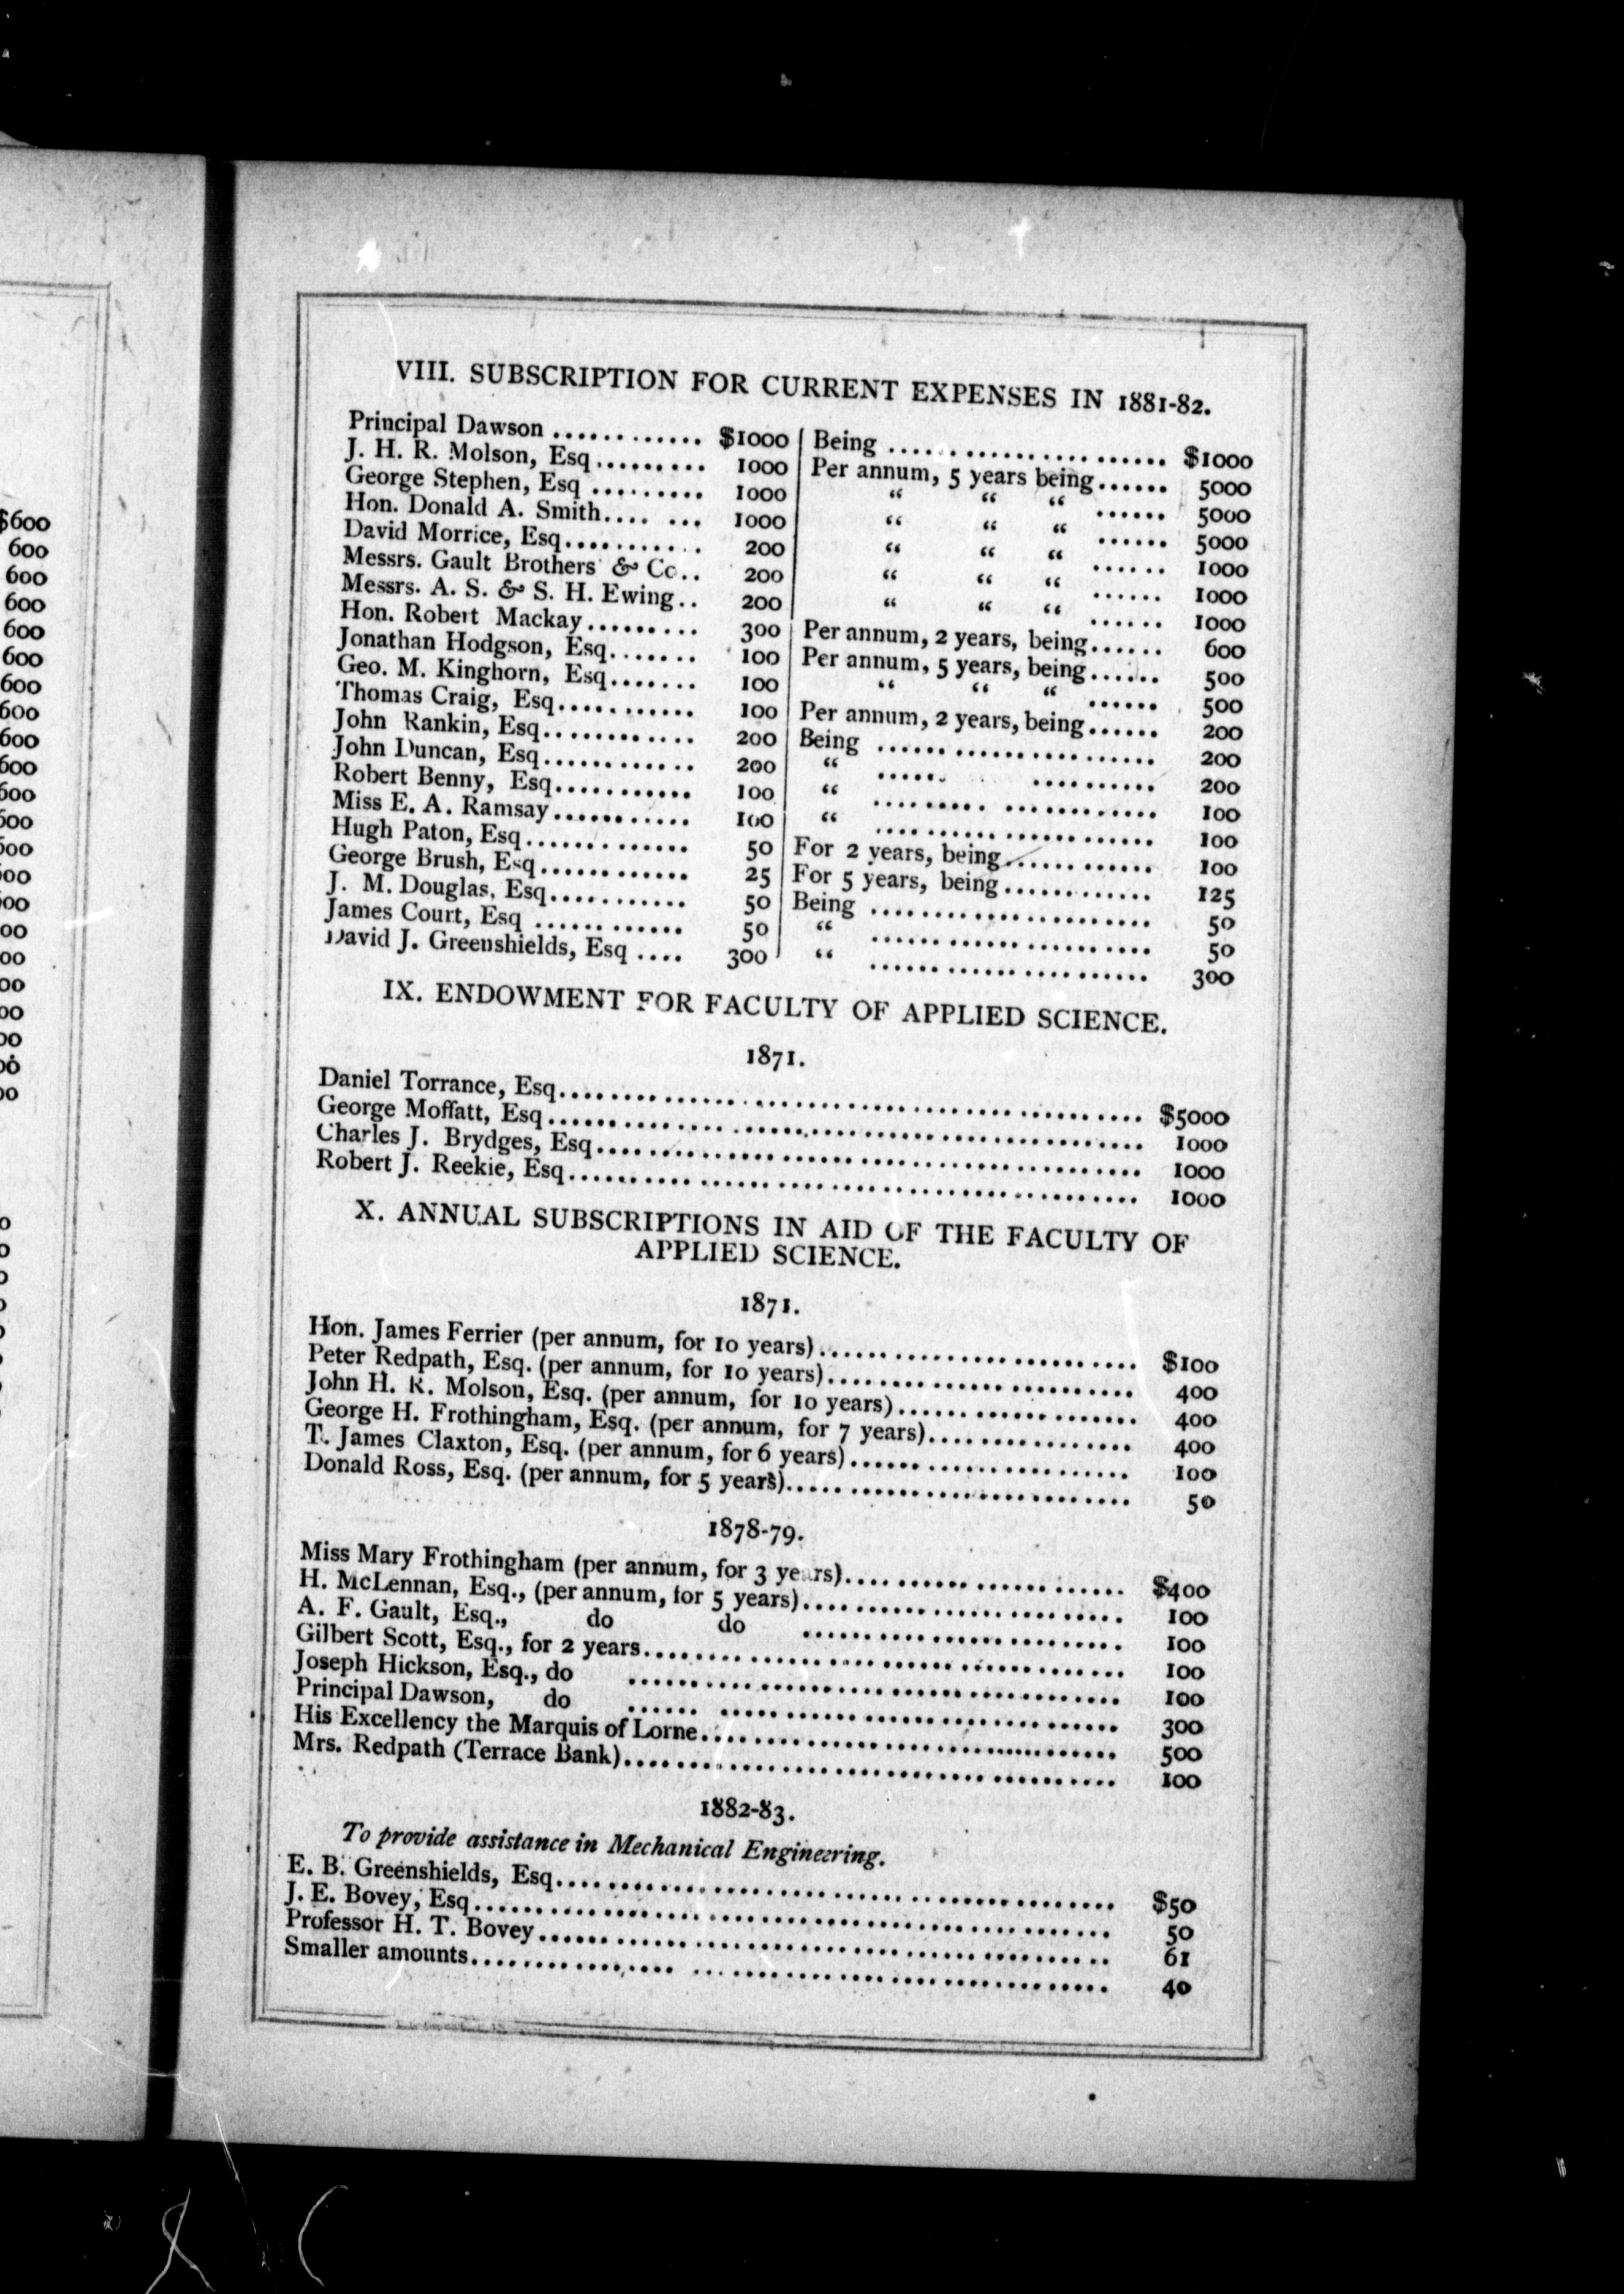 VIII. SUBSCRIPTION FOR CURRENT EXPENSES IN 1881-82.
Principal Dawson ............ $1000 | Being ...................... $1000
J. H. R. Molson, Esq......... 1000 | Per annum, 5 years being...... 5000
George Stephen, Esq ......... 1000 | “ “ “ ...... 5000
Hon. Donald A. Smith.... ... 1000 | “ “ “ ...... 5000
David Morrice, Esq........... 200 | “ “ “ ...... 1000
Messrs. Gault Brothers & Co.. 200 | “ “ “ ...... 1000
Messrs. A. S. & S. H. Ewing.. 200 | “ “ “ ...... 1000
Hon. Robert Mackay......... 300 | Per annum, 2 years, being...... 600
Jonathan Hodgson, Esq....... 100 | Per annum, 5 years, being...... 500
Geo. M. Kinghorn, Esq....... 100 | “ “ “ ...... 500
Thomas Craig, Esq........... 100 | Per annum, 2 years, being...... 200
John Rankin, Esq............ 200 | Being ...................... 200
John Duncan, Esq............ 200 | “ ...................... 200
Robert Benny, Esq........... 100 | “ ...................... 100
Miss E. A. Ramsay........... 100 | “ ...................... 100
Hugh Paton, Esq............. 50 | For 2 years, being............ 100
George Brush, Esq............ 25 | For 5 years, being............ 125
J. M. Douglas, Esq........... 50 | Being ...................... 50
James Court, Esq ............ 50 | “ ...................... 50
David J. Greenshields, Esq .... 300 | “ ...................... 300
IX. ENDOWMENT FOR FACULTY OF APPLIED SCIENCE.
1871.
Daniel Torrance, Esq.............................. $5000
George Moffatt, Esq.............................. 1000
Charles J. Brydges, Esq.............................. 1000
Robert J. Reekie, Esq.............................. 1000
X. ANNUAL SUBSCRIPTIONS IN AID OF THE FACULTY OF
APPLIED SCIENCE.
1871.
Hon. James Ferrier (per annum, for 10 years)........................ $100
Peter Redpath, Esq. (per annum, for 10 years)........................ 400
John H. R. Molson, Esq. (per annum, for 10 years)................... 400
George H. Frothingham, Esq. (per annum, for 7 years)................ 400
T. James Claxton, Esq. (per annum, for 6 years)...................... 100
Donald Ross, Esq. (per annum, for 5 years)........................... 50
1878-79.
Miss Mary Frothingham (per annum, for 3 years)...................... $400
H. McLennan, Esq., (per annum, for 5 years)......................... 100
A. F. Gault, Esq., do do ......................... 100
Gilbert Scott, Esq., for 2 years..................................... 100
Joseph Hickson, Esq., do ..................................... 100
Principal Dawson, do ..................................... 300
His Excellency the Marquis of Lorne................................ 500
Mrs. Redpath (Terrace Bank)...................................... 100
1882-83.
To provide assistance in Mechanical Engineering.
E. B. Greenshields, Esq.......................................... $50
J. E. Bovey, Esq................................................ 50
Professor H. T. Bovey........................................... 61
Smaller amounts................ ................................ 40
$600
600
600
600
600
600
600
600
600
600